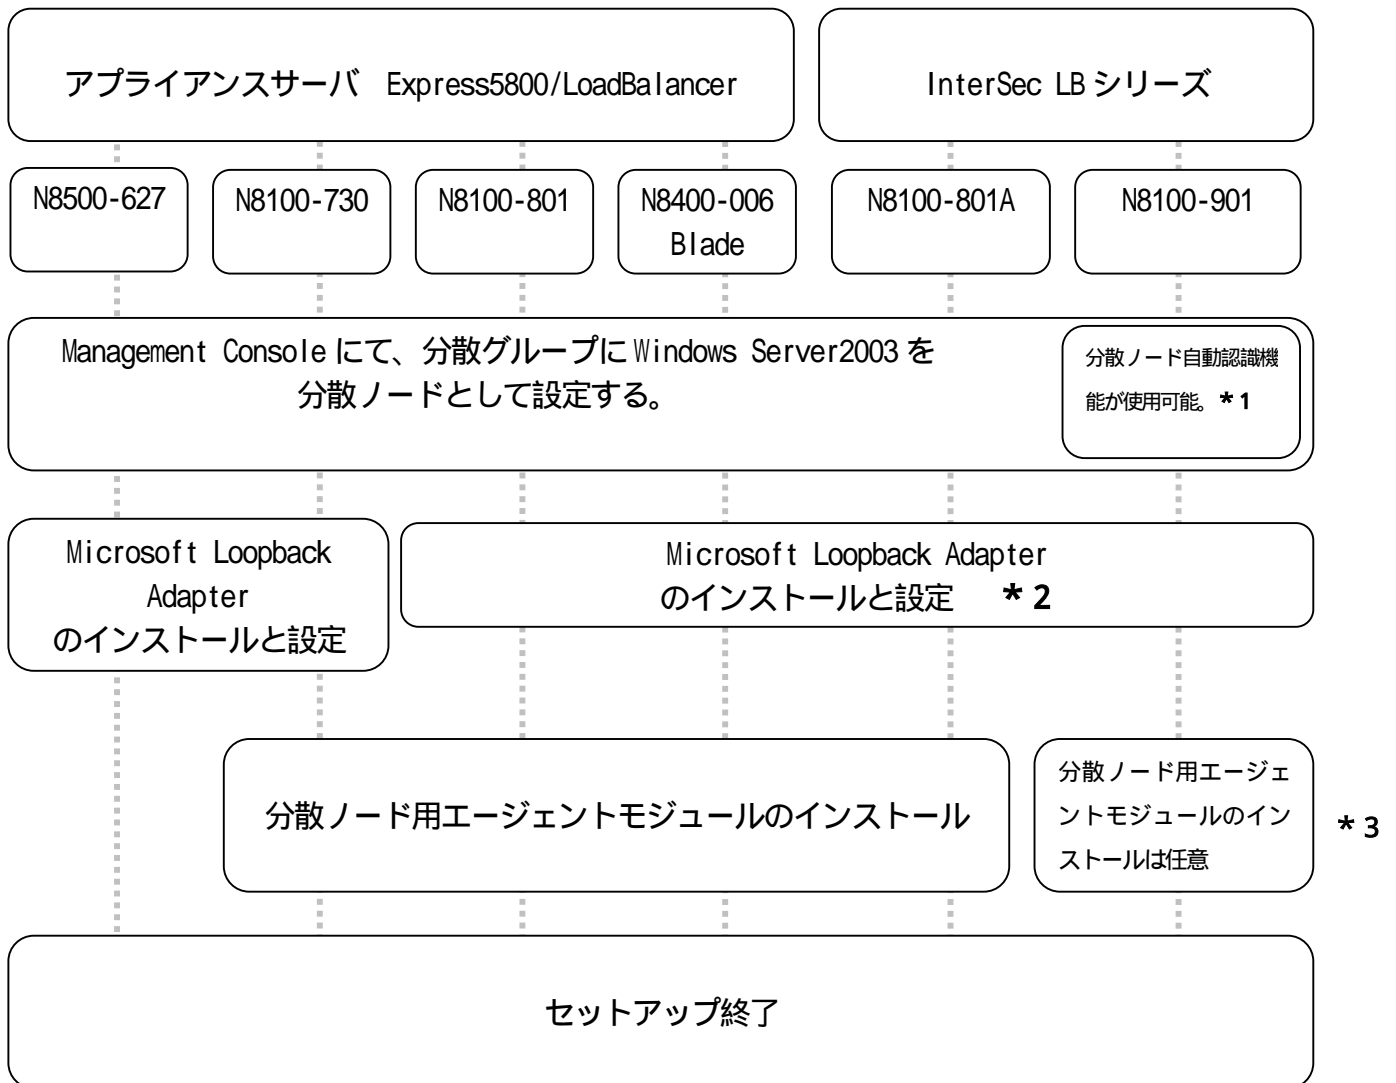 アプライアンスサーバ　Express5800/LoadBalancer
InterSec LB シリーズ
N8500-627
N8100-730
N8100-801
N8400-006
Blade
N8100-801A
N8100-901
Management Console にて、分散グループに Windows Server2003 を
分散ノードとして設定する。
分散ノード自動認識機
能が使用可能。＊1
Microsoft Loopback
Adapter
のインストールと設定
Microsoft Loopback Adapter
のインストールと設定　＊2
分散ノード用エージェントモジュールのインストール
分散ノード用エージェ
ントモジュールのイン
ストールは任意
＊3
セットアップ終了